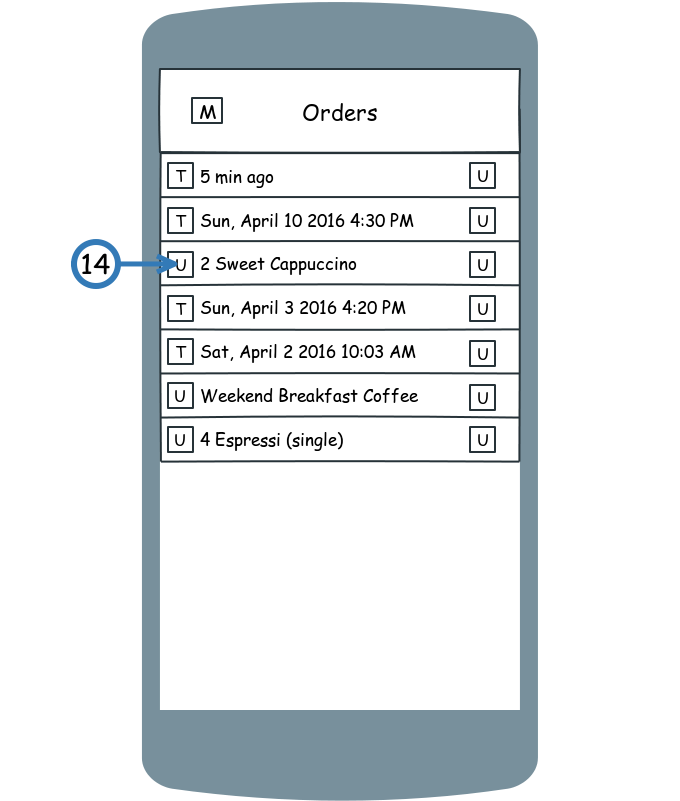 M Orders
T 5 min ago U
T Sun, April 10 2016 4:30 PM U
14 U 2 Sweet Cappuccino U
T Sun, April 3 2016 4:20 PM U
T Sat, April 2 2016 10:03 AM U
U Weekend Breakfast Coffee U
U 4 Espressi (single) U